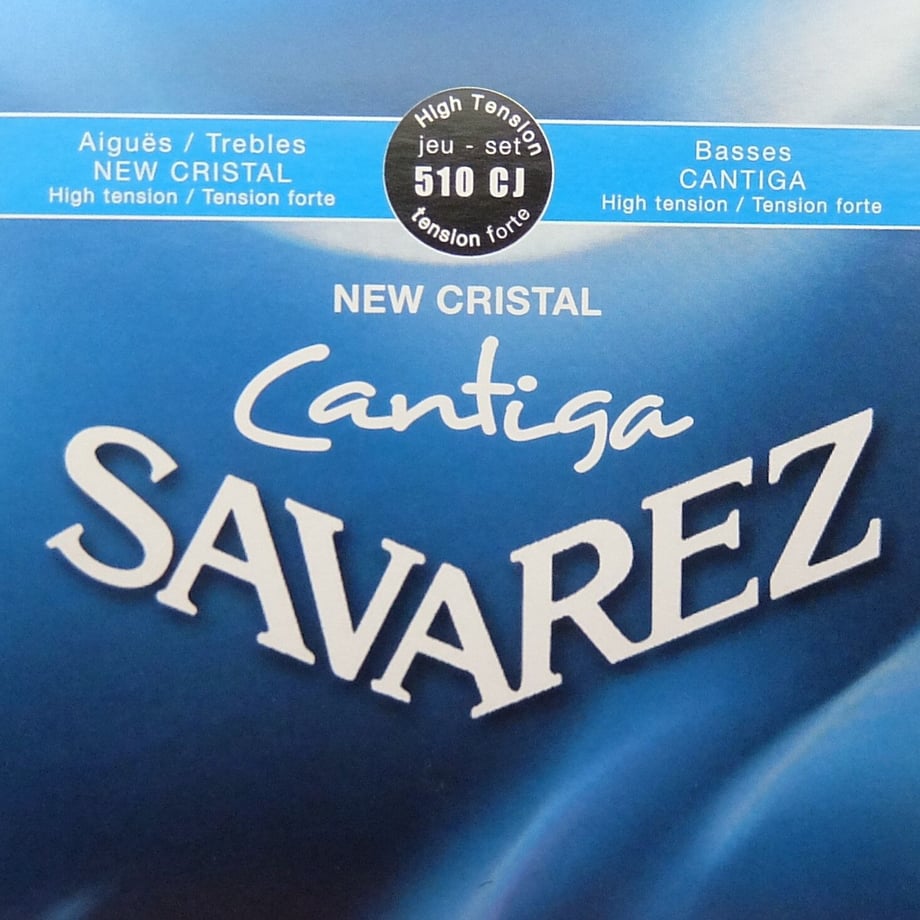 Aiguës / Trebles
NEW CRISTAL
High tension / Tension forte
High Tension
jeu - set
510 CJ
tension forte
Basses
CANTIGA
High tension / Tension forte
NEW CRISTAL
Cantiga
SAVAREZ